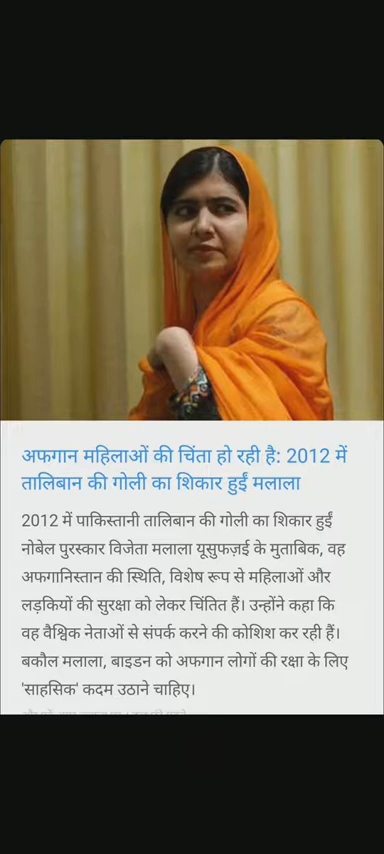 अफगान महिलाओं की चिंता हो रही है: 2012 में
तालिबान की गोली का शिकार हुईं मलाला
2012 में पाकिस्तानी तालिबान की गोली का शिकार हुईं
नोबेल पुरस्कार विजेता मलाला यूसुफज़ई के मुताबिक, वह
अफगानिस्तान की स्थिति, विशेष रूप से महिलाओं और
लड़कियों की सुरक्षा को लेकर चिंतित हैं। उन्होंने कहा कि
वह वैश्विक नेताओं से संपर्क करने की कोशिश कर रही हैं।
बकौल मलाला, बाइडन को अफगान लोगों की रक्षा के लिए
'साहसिक' कदम उठाने चाहिए।